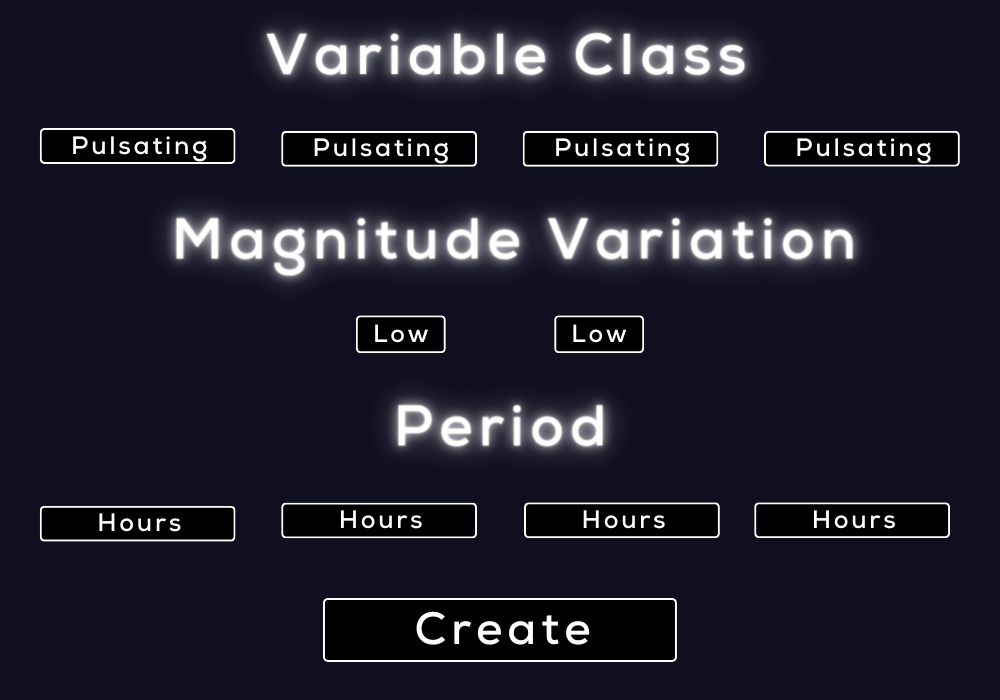 Variable Class
Pulsating Pulsating Pulsating Pulsating
Magnitude Variation
Low Low
Period
Hours Hours Hours Hours
Create